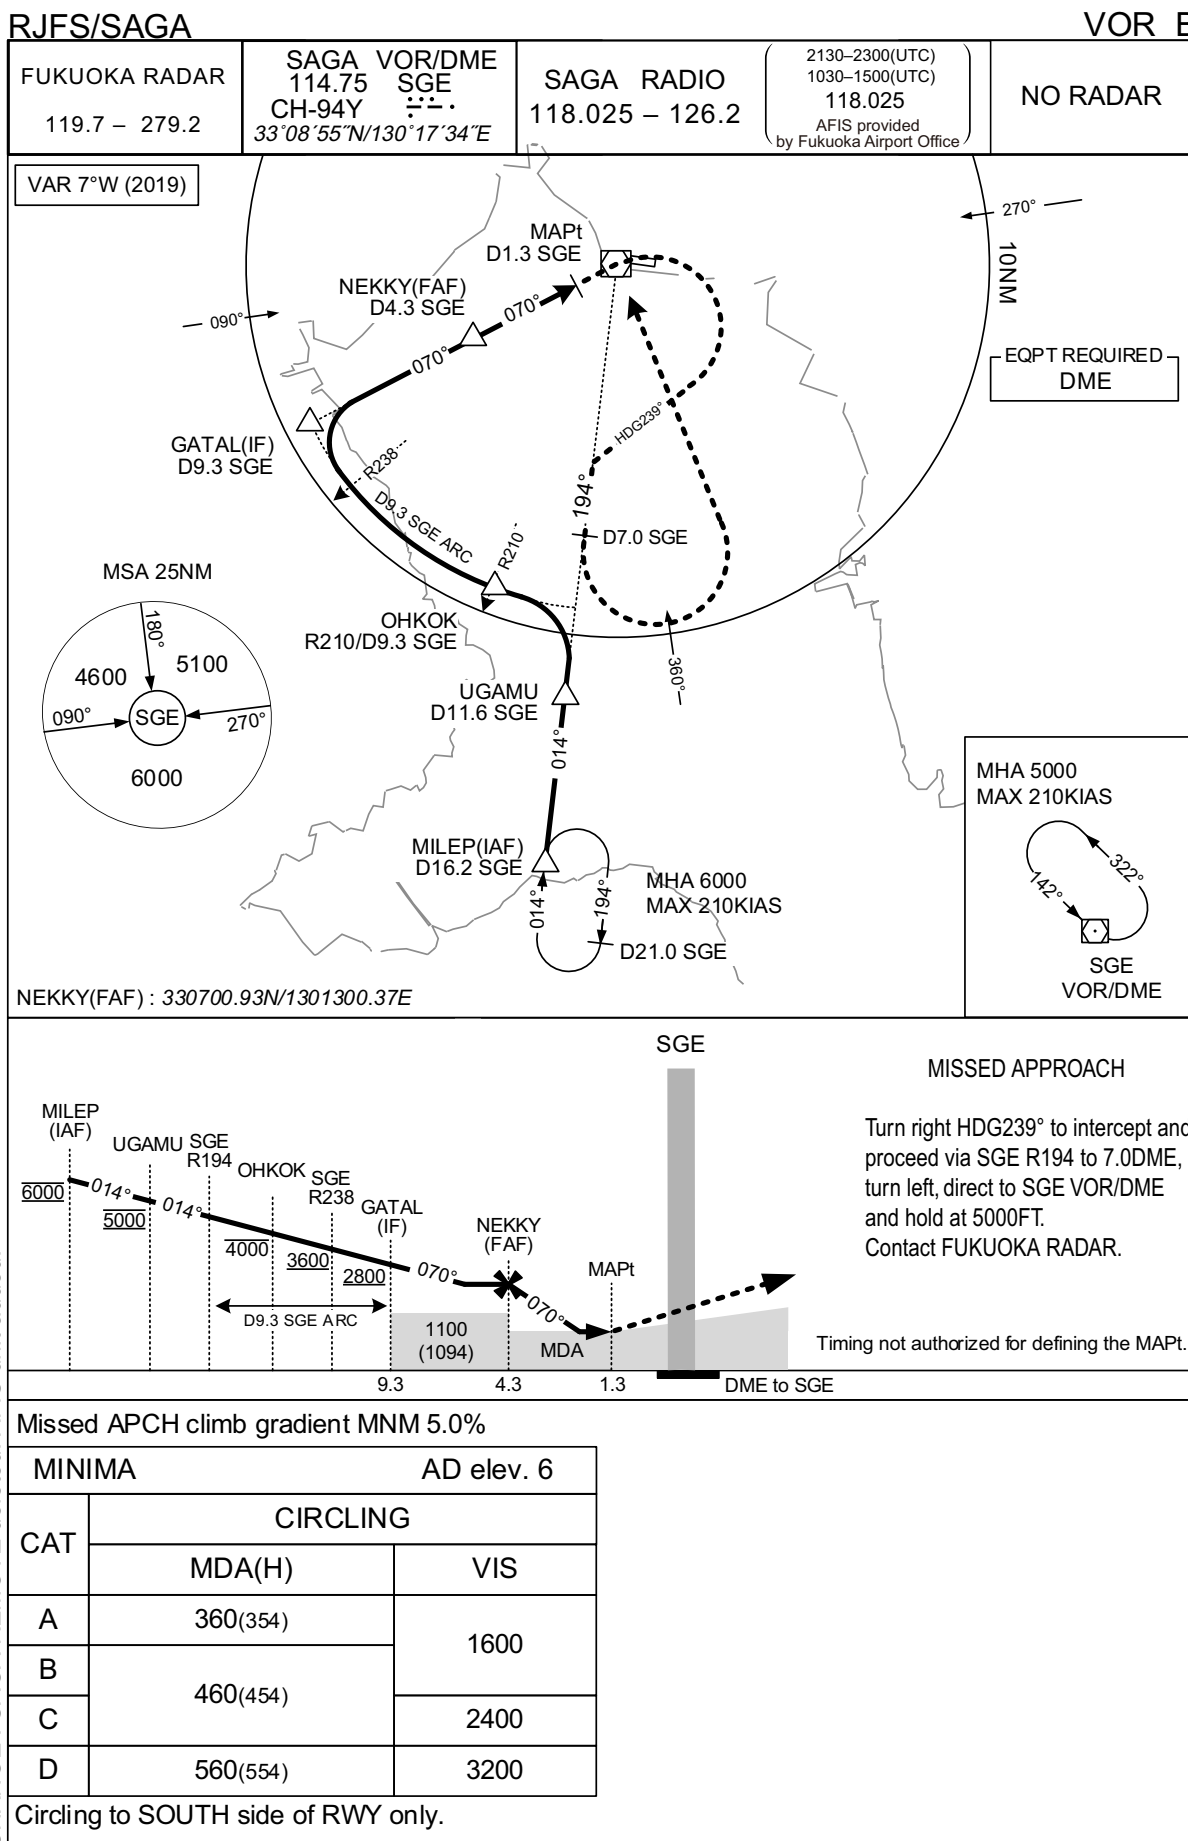 RJFS/SAGA
VOR
FUKUOKA RADAR
119.7 – 279.2
SAGA VOR/DME
114.75 SGE
CH-94Y
33°08′55″N/130°17′34″E
SAGA RADIO
118.025 – 126.2
2130–2300(UTC)
1030–1500(UTC)
118.025
AFIS provided
by Fukuoka Airport Office
NO RADAR
VAR 7°W (2019)
270°
10NM
MAPt
D1.3 SGE
NEKKY(FAF)
D4.3 SGE
070°
090°
070°
EQPT REQUIRED
DME
HDG239°
GATAL(IF)
D9.3 SGE
R238
D9.3 SGE ARC
194°
R210
D7.0 SGE
MSA 25NM
180°
4600
5100
090°
SGE
270°
6000
OHKOK
R210/D9.3 SGE
360°
UGAMU
D11.6 SGE
014°
MILEP(IAF)
D16.2 SGE
014°
194°
MHA 6000
MAX 210KIAS
D21.0 SGE
MHA 5000
MAX 210KIAS
322°
142°
SGE
VOR/DME
NEKKY(FAF) : 330700.93N/1301300.37E
SGE
MISSED APPROACH
Turn right HDG239° to intercept and
proceed via SGE R194 to 7.0DME,
turn left, direct to SGE VOR/DME
and hold at 5000FT.
Contact FUKUOKA RADAR.
MILEP
(IAF)
UGAMU
SGE
R194
OHKOK
SGE
R238
GATAL
(IF)
NEKKY
(FAF)
MAPt
6000
014°
5000
014°
4000
3600
2800
070°
070°
D9.3 SGE ARC
1100
(1094)
MDA
Timing not authorized for defining the MAPt.
9.3
4.3
1.3
DME to SGE
Missed APCH climb gradient MNM 5.0%
MINIMA
AD elev. 6
CAT
CIRCLING
MDA(H)
VIS
A
360(354)
1600
B
460(454)
C
2400
D
560(554)
3200
Circling to SOUTH side of RWY only.